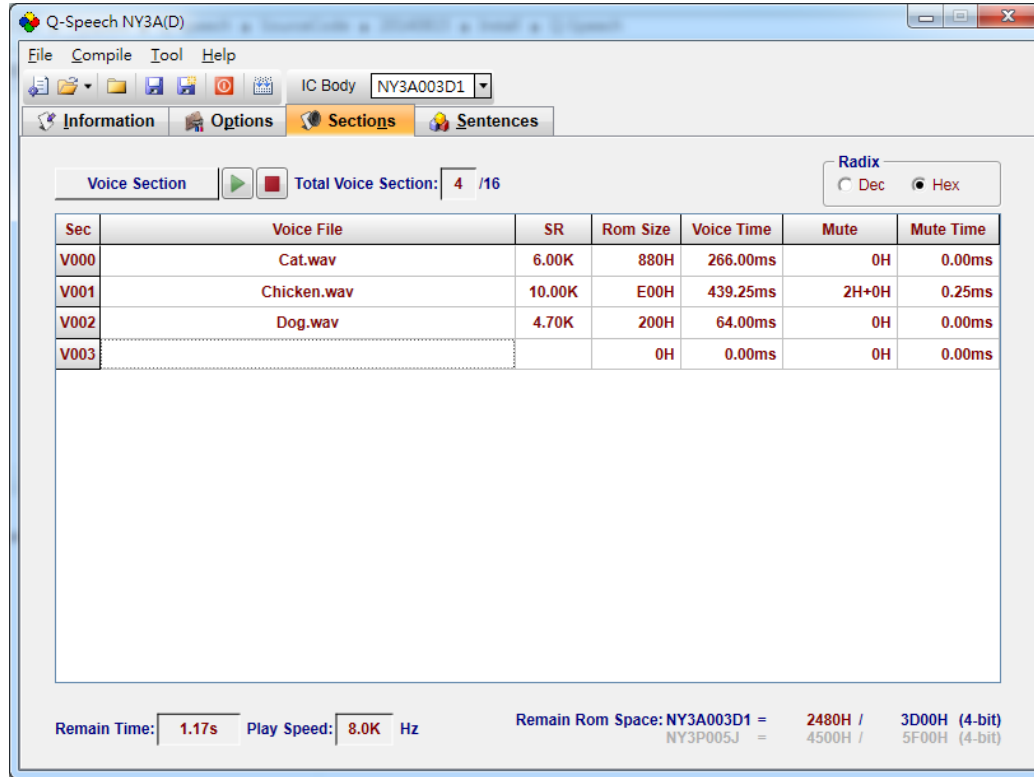 Q-Speech NY3A(D)
File Compile Tool Help
IC Body NY3A003D1
Information Options Sections Sentences
Radix
Voice Section Total Voice Section: 4 /16 Dec Hex
Sec Voice File SR Rom Size Voice Time Mute Mute Time
V000 Cat.wav 6.00K 880H 266.00ms 0H 0.00ms
V001 Chicken.wav 10.00K E00H 439.25ms 2H+0H 0.25ms
V002 Dog.wav 4.70K 200H 64.00ms 0H 0.00ms
V003 0H 0.00ms 0H 0.00ms
Remain Time: 1.17s Play Speed: 8.0K Hz Remain Rom Space: NY3A003D1 = 2480H / 3D00H (4-bit)
NY3P005J = 4500H / 5F00H (4-bit)